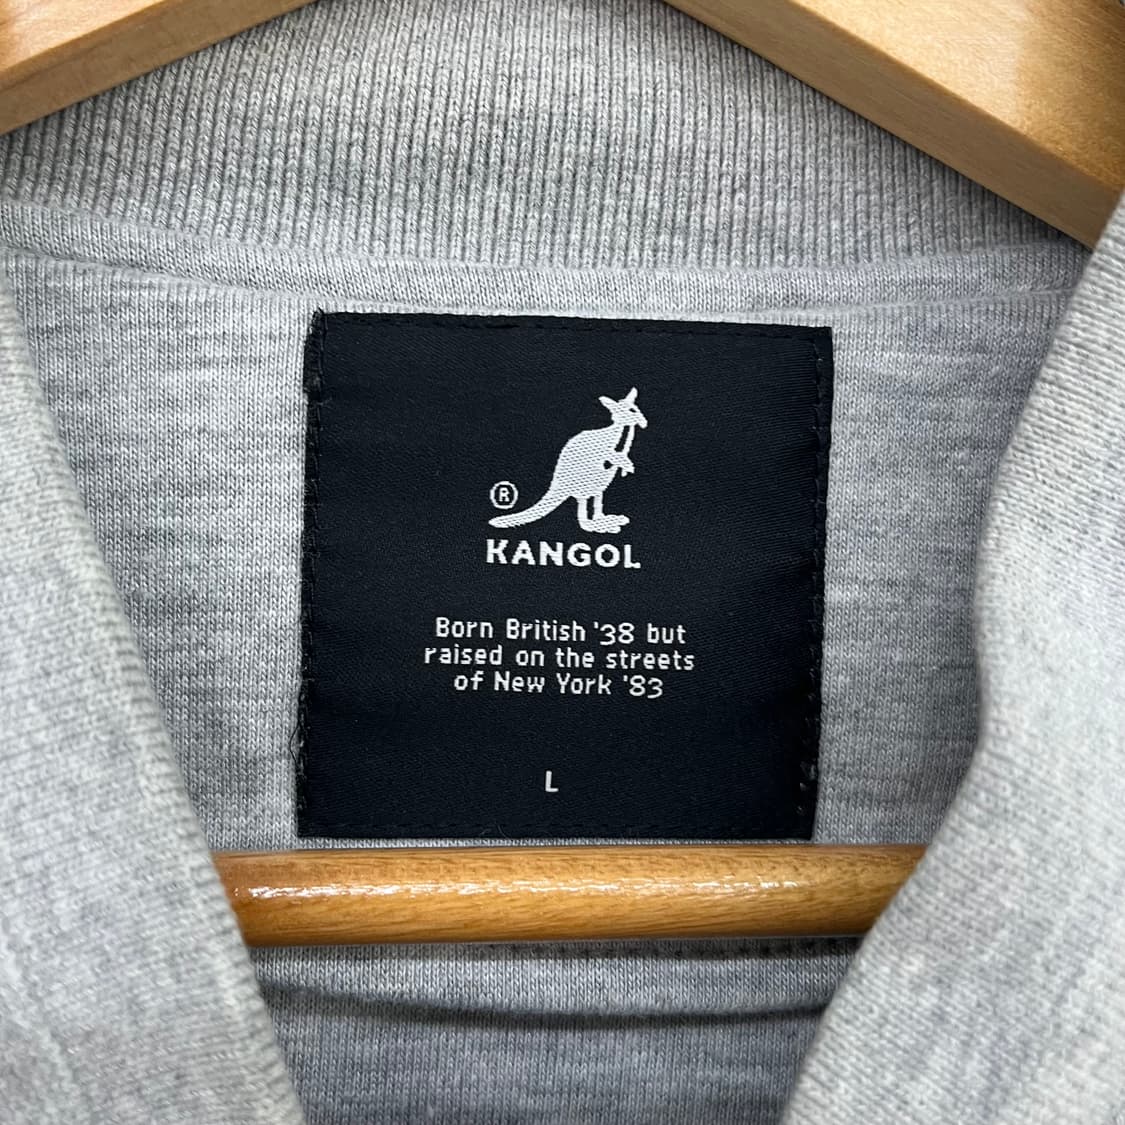 ®
KANGOL
Born British '38 but
raised on the streets
of New York '83
L